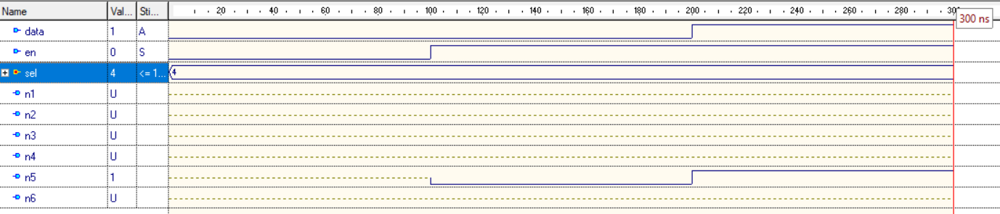 Name Val... Sti... 20 40 60 80 100 120 140 160 180 200 220 240 260 280 300 ns
data 1 A
en 0 S
sel 4 <= 1... 4
n1 U
n2 U
n3 U
n4 U
n5 1
n6 U